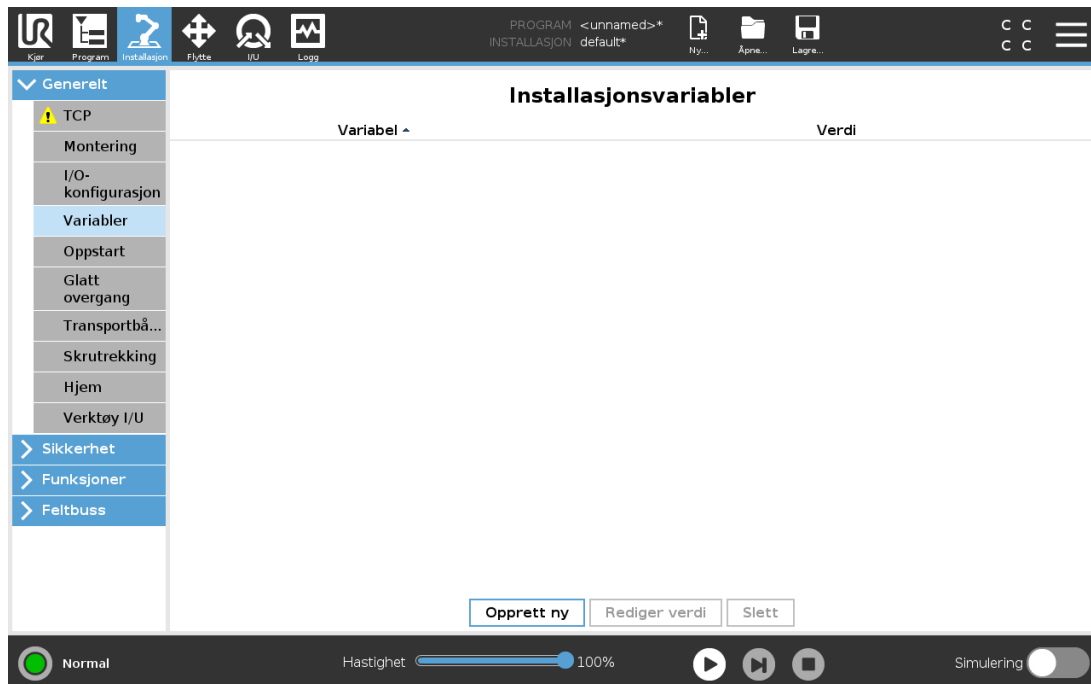 PROGRAM <unnamed>*
INSTALLASJON default*
C C
C C
Kjør Program Installasjon Flytte I/U Logg Ny... Åpne... Lagre...
Generelt
TCP
Montering
I/O-
konfigurasjon
Variabler
Oppstart
Glatt
overgang
Transportbå...
Skrutrekking
Hjem
Verktøy I/U
Sikkerhet
Funksjoner
Feltbuss
Installasjonsvariabler
Variabel Verdi
Opprett ny Rediger verdi Slett
Normal Hastighet 100% Simulering